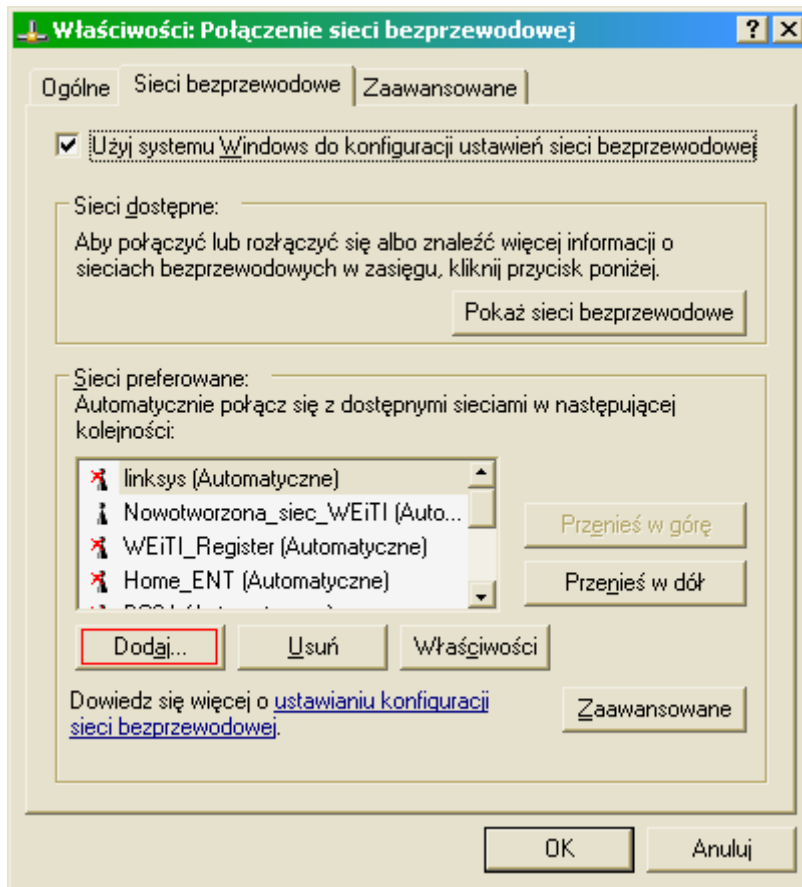 Właściwości: Połączenie sieci bezprzewodowej
Ogólne
Sieci bezprzewodowe
Zaawansowane
Użyj systemu Windows do konfiguracji ustawień sieci bezprzewodowej
Sieci dostępne:
Aby połączyć lub rozłączyć się albo znaleźć więcej informacji o
sieciach bezprzewodowych w zasięgu, kliknij przycisk poniżej.
Pokaż sieci bezprzewodowe
Sieci preferowane:
Automatycznie połącz się z dostępnymi sieciami w następującej
kolejności:
linksys (Automatyczne)
Nowotworzona_siec_WEiTI (Auto...
WEiTI_Register (Automatyczne)
Home_ENT (Automatyczne)
Przenieś w górę
Przenieś w dół
Dodaj...
Usuń
Właściwości
Dowiedz się więcej o ustawianiu konfiguracji
sieci bezprzewodowej.
Zaawansowane
OK
Anuluj